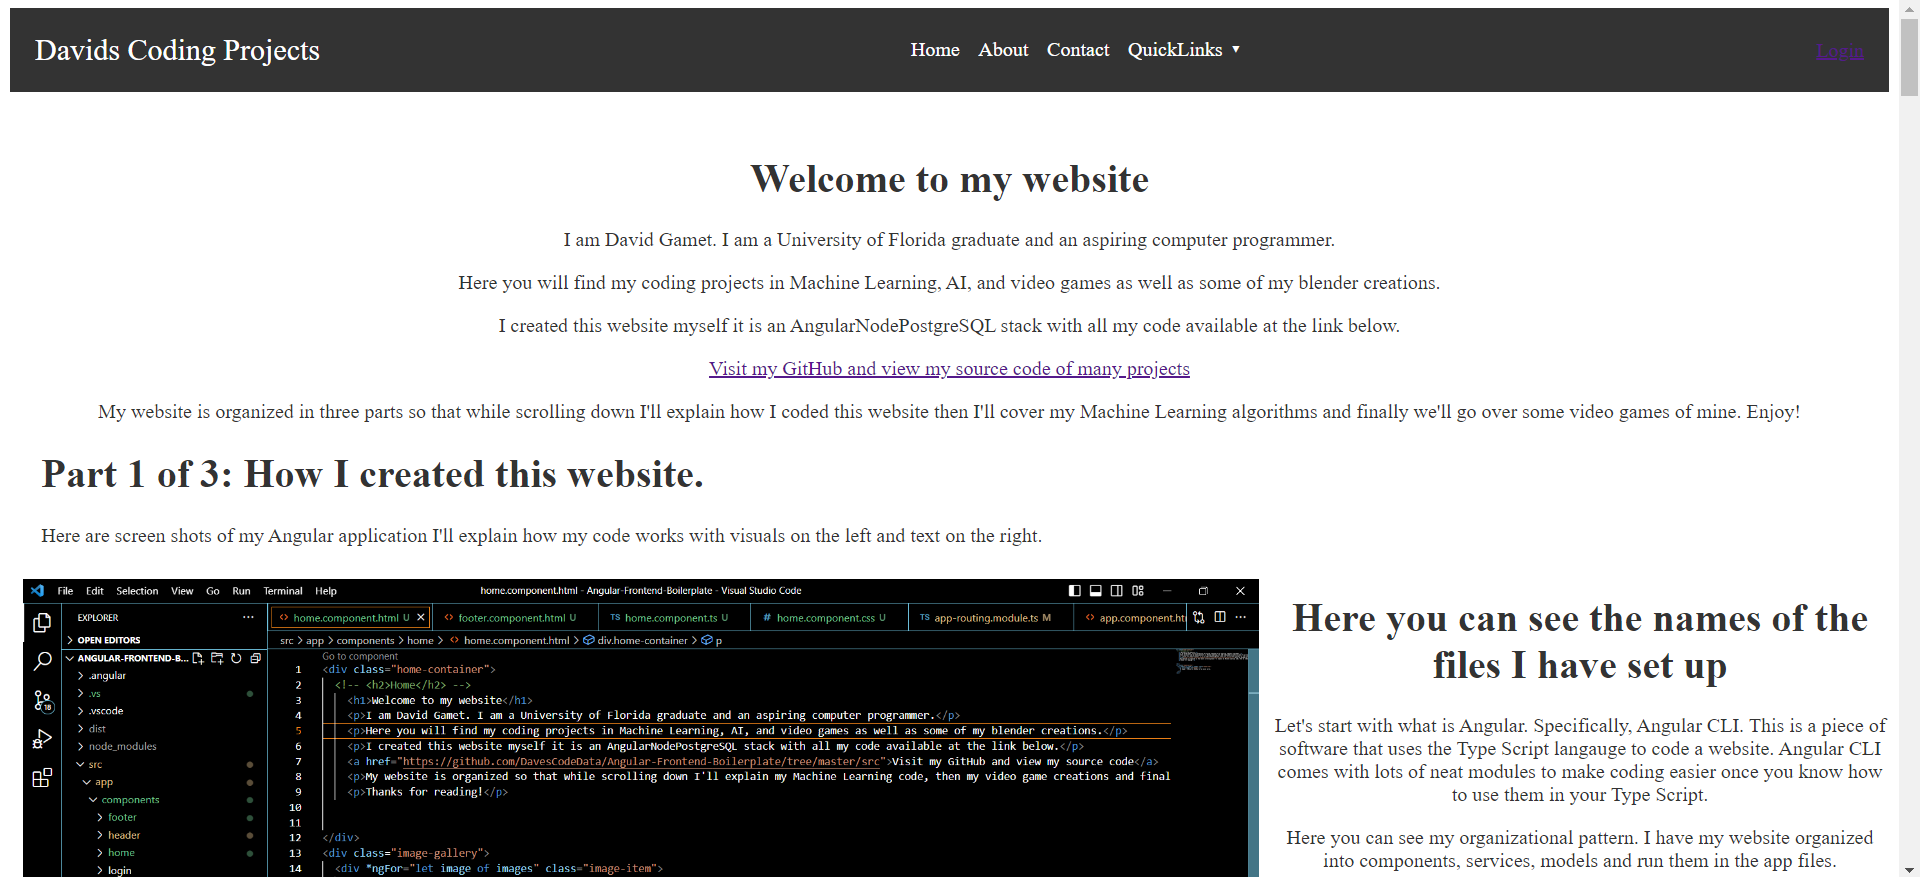 Davids Coding Projects
Home About Contact QuickLinks ▼
Login
Welcome to my website
I am David Gamet. I am a University of Florida graduate and an aspiring computer programmer.
Here you will find my coding projects in Machine Learning, AI, and video games as well as some of my blender creations.
I created this website myself it is an AngularNodePostgreSQL stack with all my code available at the link below.
Visit my GitHub and view my source code of many projects
My website is organized in three parts so that while scrolling down I'll explain how I coded this website then I'll cover my Machine Learning algorithms and finally we'll go over some video games of mine. Enjoy!
Part 1 of 3: How I created this website.
Here are screen shots of my Angular application I'll explain how my code works with visuals on the left and text on the right.
File Edit Selection View Go Run Terminal Help
home.component.html - Angular-Frontend-Boilerplate - Visual Studio Code
EXPLORER
OPEN EDITORS
ANGULAR-FRONTEND-B...
.angular
.vs
.vscode
dist
node_modules
src
app
components
footer
header
home
login
18
<> home.component.html U
<> footer.component.html U
TS home.component.ts U
# home.component.css U
TS app-routing.module.ts M
<> app.component.ht
src > app > components > home > <> home.component.html > div.home-container > p
Go to component
1 <div class="home-container">
2 <!-- <h2>Home</h2> -->
3 <h1>Welcome to my website</h1>
4 <p>I am David Gamet. I am a University of Florida graduate and an aspiring computer programmer.</p>
5 <p>Here you will find my coding projects in Machine Learning, AI, and video games as well as some of my blender creations.</p>
6 <p>I created this website myself it is an AngularNodePostgreSQL stack with all my code available at the link below.</p>
7 <a href="https://github.com/DavesCodeData/Angular-Frontend-Boilerplate/tree/master/src">Visit my GitHub and view my source code</a>
8 <p>My website is organized so that while scrolling down I'll explain my Machine Learning code, then my video game creations and final
9 <p>Thanks for reading!</p>
10
11
12 </div>
13 <div class="image-gallery">
14 <div *ngFor="let image of images" class="image-item">
Here you can see the names of the
files I have set up
Let's start with what is Angular. Specifically, Angular CLI. This is a piece of
software that uses the Type Script langauge to code a website. Angular CLI
comes with lots of neat modules to make coding easier once you know how
to use them in your Type Script.
Here you can see my organizational pattern. I have my website organized
into components, services, models and run them in the app files.